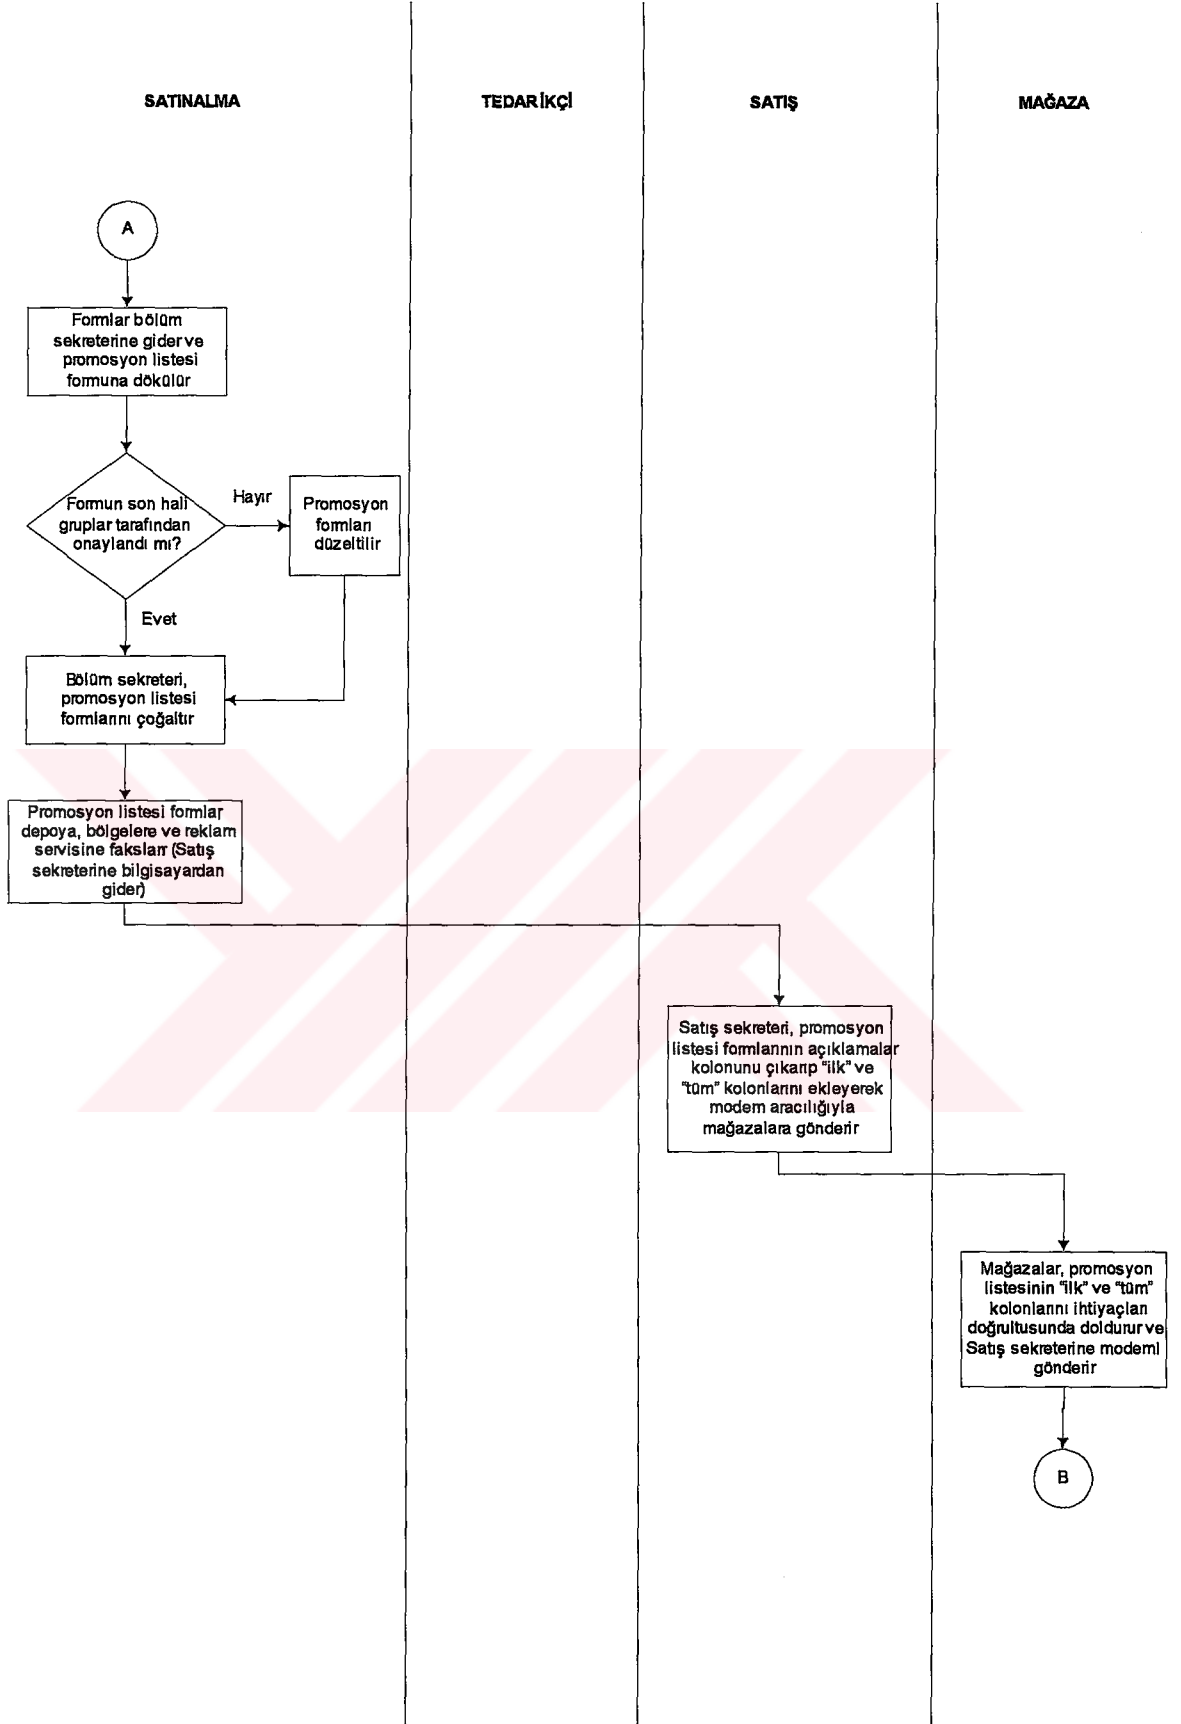 SATINALMA
TEDARİKÇİ
SATIŞ
MAĞAZA
A
Formlar bölüm
sekreterine gider ve
promosyon listesi
formuna dökülür
Formun son hali
gruplar tarafından
onaylandı mı?
Hayır
Promosyon
formları
düzeltilir
Evet
Bölüm sekreteri,
promosyon listesi
formlarını çoğaltır
Promosyon listesi formlar
depoya, bölgelere ve reklam
servisine fakslanır (Satış
sekreterine bilgisayardan
gider)
Satış sekreteri, promosyon
listesi formlarının açıklamalar
kolonunu çıkarıp "ilk" ve
"tüm" kolonlarını ekleyerek
modem aracılığıyla
mağazalara gönderir
Mağazalar, promosyon
listesinin "ilk" ve "tüm"
kolonlarını ihtiyaçları
doğrultusunda doldurur ve
Satış sekreterine modeml
gönderir
B